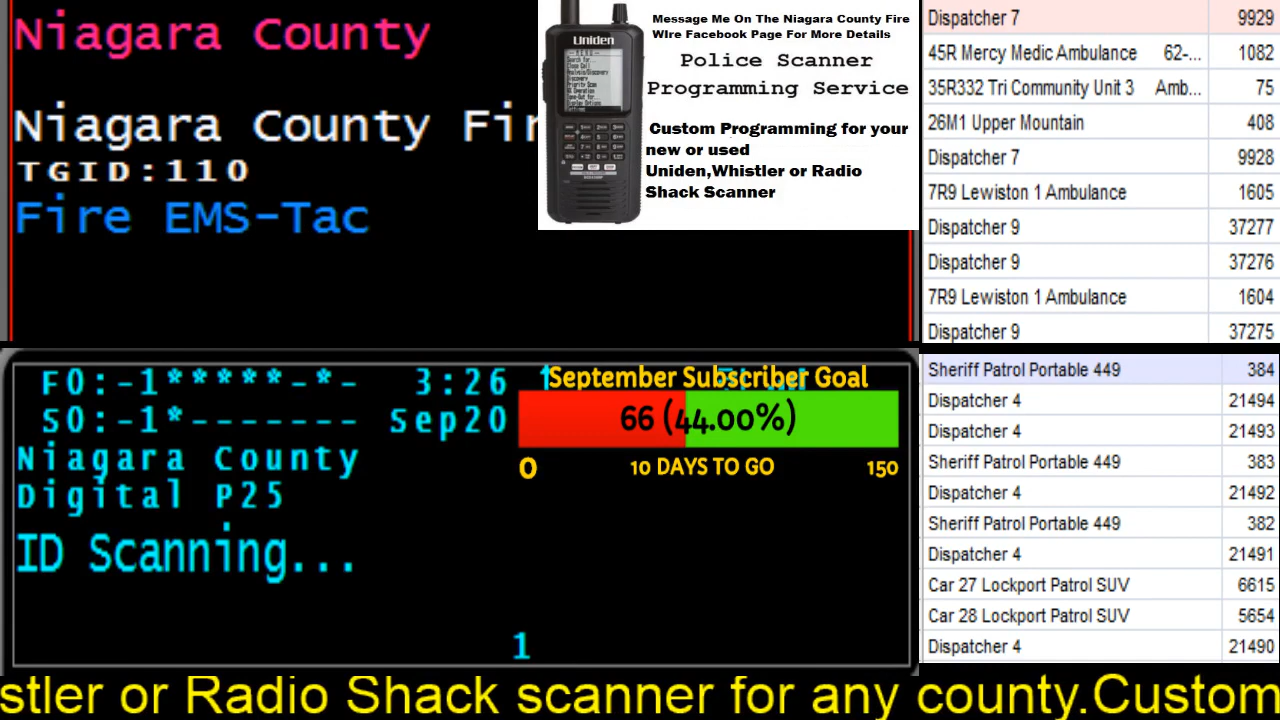 Niagara County
Niagara County Fir
TGID:110
Fire EMS-Tac
Uniden
Message Me On The Niagara County Fire
WIre Facebook Page For More Details
Police Scanner
Programming Service
Custom Programming for your
new or used
Uniden,Whistler or Radio
Shack Scanner
Dispatcher 7 9929
45R Mercy Medic Ambulance 62-... 1082
35R332 Tri Community Unit 3 Amb... 75
26M1 Upper Mountain 408
Dispatcher 7 9928
7R9 Lewiston 1 Ambulance 1605
Dispatcher 9 37277
Dispatcher 9 37276
7R9 Lewiston 1 Ambulance 1604
Dispatcher 9 37275
F0:-1*****-*- 3:26
S0:-1*------- Sep20
Niagara County
Digital P25
ID Scanning...
1
September Subscriber Goal
66 (44.00%)
0 10 DAYS TO GO 150
Sheriff Patrol Portable 449 384
Dispatcher 4 21494
Dispatcher 4 21493
Sheriff Patrol Portable 449 383
Dispatcher 4 21492
Sheriff Patrol Portable 449 382
Dispatcher 4 21491
Car 27 Lockport Patrol SUV 6615
Car 28 Lockport Patrol SUV 5654
Dispatcher 4 21490
stler or Radio Shack scanner for any county.Custom